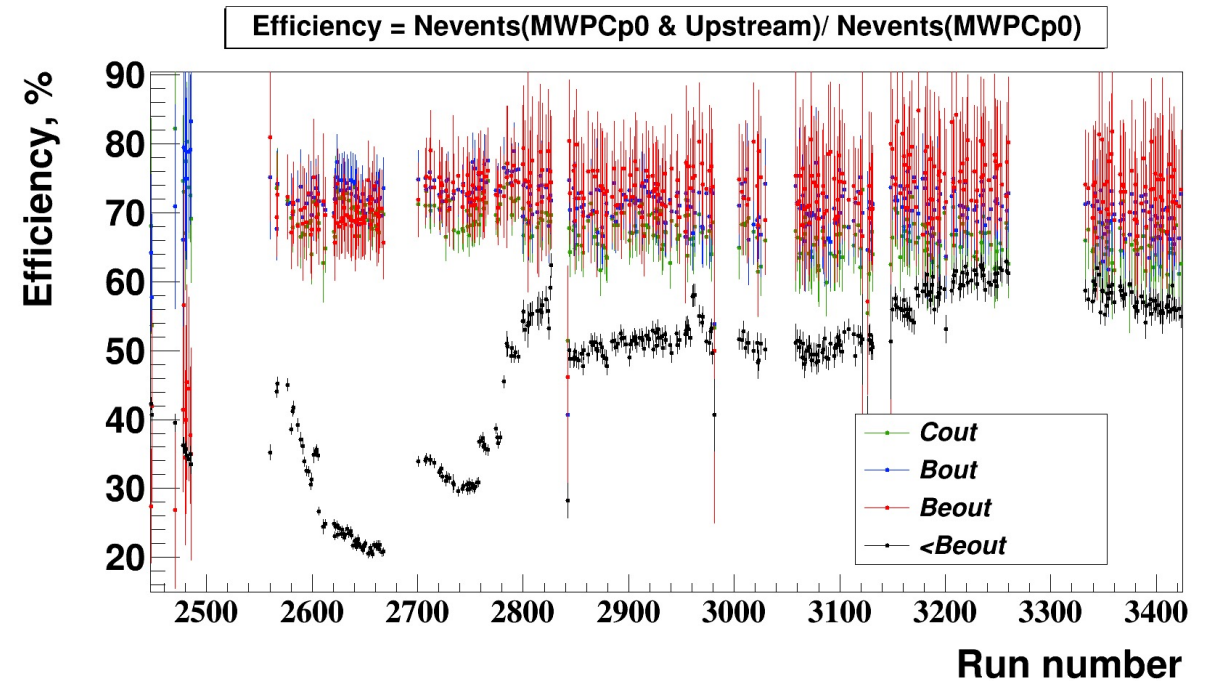 Efficiency = Nevents(MWPCp0 & Upstream)/ Nevents(MWPCp0)
Efficiency, %
90
80
70
60
50
40
30
20
Cout
Bout
Beout
<Beout
2500 2600 2700 2800 2900 3000 3100 3200 3300 3400
Run number